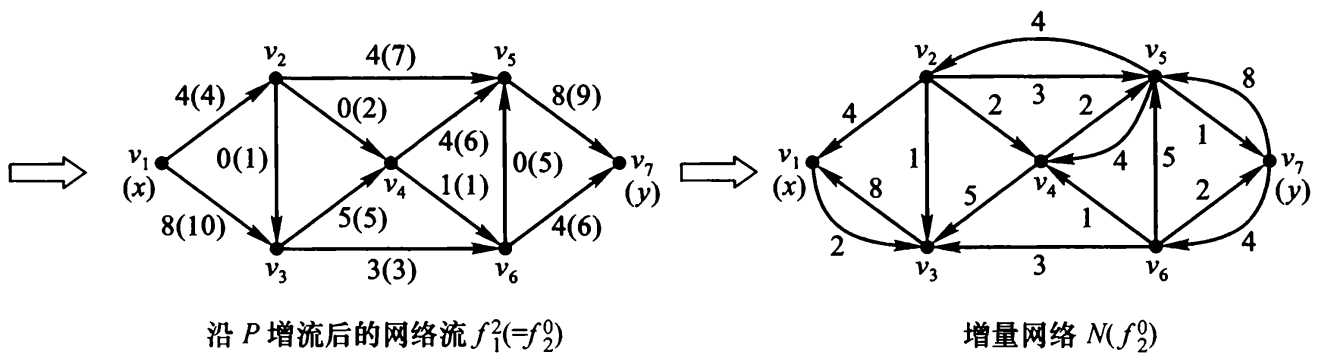 v₂ 4(7) v₅
4(4) 0(2) 8(9)
v₁ (x) 0(1) v₄ 4(6) 0(5) v₇ (y)
8(10) 5(5) 1(1) 4(6)
v₃ 3(3) v₆
沿 P 增流后的网络流 f₁²(=f₂⁰)
4
v₂ 3 v₅ 8
4 2 2 1
v₁ (x) 1 v₄ 4 5 v₇ (y)
8 5 1 2
2 v₃ 3 v₆ 4
增量网络 N(f₂⁰)